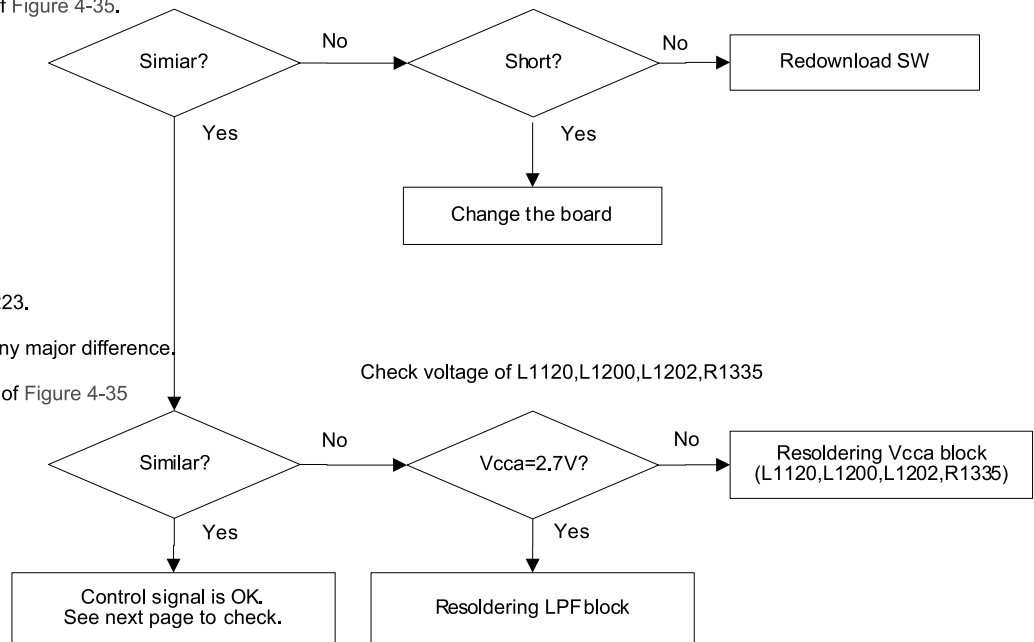 f Figure 4-35.
No
No
Simiar?
Short?
Redownload SW
Yes
Yes
Change the board
223.
ny major difference.
of Figure 4-35
Check voltage of L1120,L1200,L1202,R1335
No
No
Similar?
Vcca=2.7V?
Resoldering Vcca block
(L1120,L1200,L1202,R1335)
Yes
Yes
Control signal is OK.
See next page to check.
Resoldering LPF block